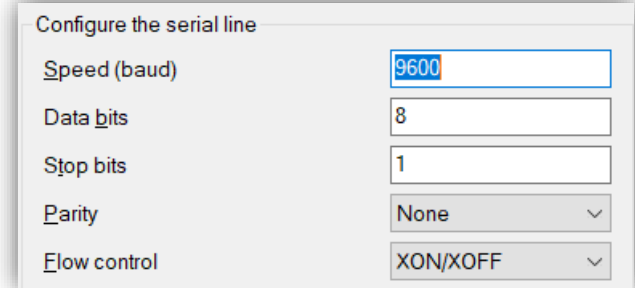 Configure the serial line
Speed (baud) 9600
Data bits 8
Stop bits 1
Parity None
Flow control XON/XOFF